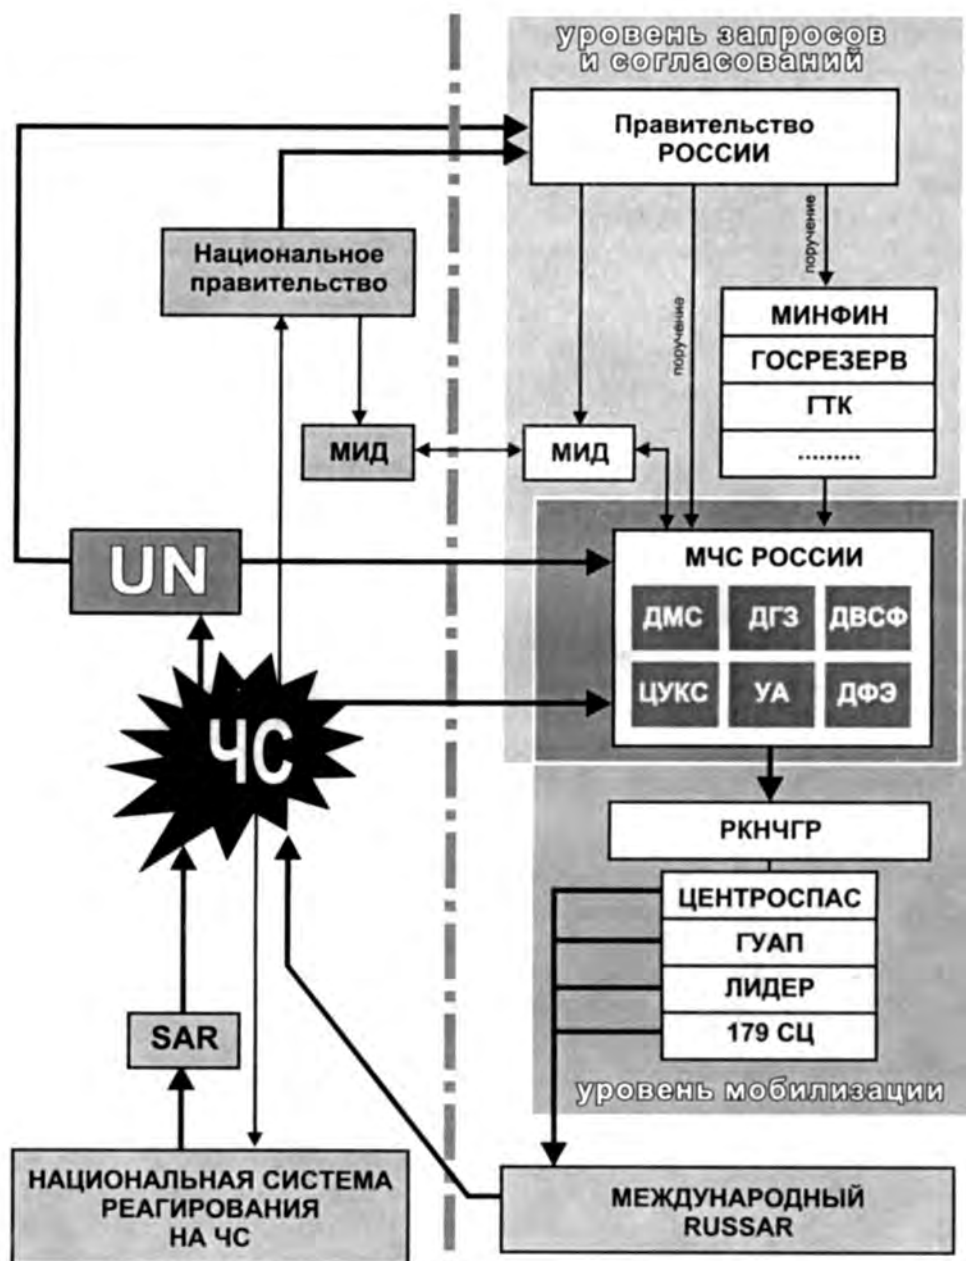 уровень запросов
и согласований
Правительство
РОССИИ
поручение
Национальное
правительство
поручение
МИНФИН
ГОСРЕЗЕРВ
ГТК
.........
МИД
МИД
UN
МЧС РОССИИ
ДМС
ДГЗ
ДВСФ
ЦУКС
УА
ДФЭ
ЧС
РКНЧГР
ЦЕНТРОСПАС
ГУАП
ЛИДЕР
179 СЦ
уровень мобилизации
SAR
НАЦИОНАЛЬНАЯ СИСТЕМА
РЕАГИРОВАНИЯ
НА ЧС
МЕЖДУНАРОДНЫЙ
RUSSAR